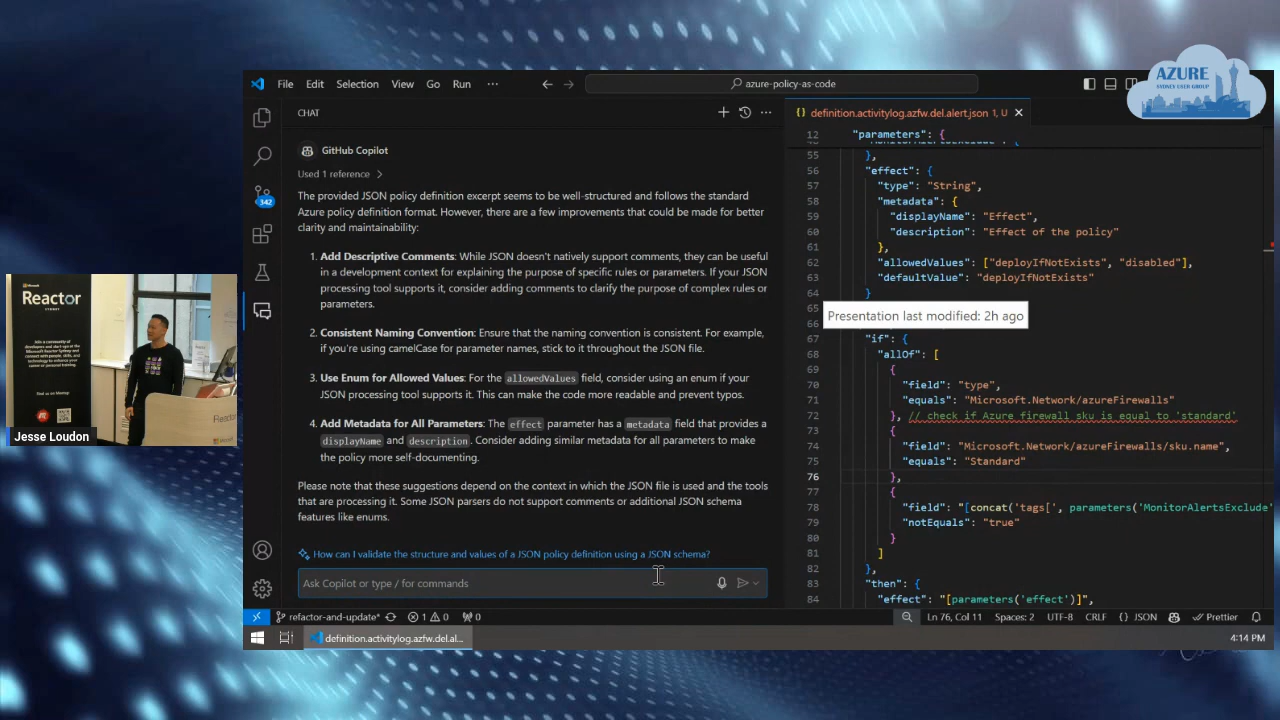 AZURE
SYDNEY USER GROUP
File Edit Selection View Go Run ···
azure-policy-as-code
CHAT
GitHub Copilot
Used 1 reference
The provided JSON policy definition excerpt seems to be well-structured and follows the standard
Azure policy definition format. However, there are a few improvements that could be made for better
clarity and maintainability:
1. Add Descriptive Comments: While JSON doesn't natively support comments, they can be useful
in a development context for explaining the purpose of specific rules or parameters. If your JSON
processing tool supports it, consider adding comments to clarify the purpose of complex rules or
parameters.
2. Consistent Naming Convention: Ensure that the naming convention is consistent. For example,
if you're using camelCase for parameter names, stick to it throughout the JSON file.
3. Use Enum for Allowed Values: For the allowedValues field, consider using an enum if your
JSON processing tool supports it. This can make the code more readable and prevent typos.
4. Add Metadata for All Parameters: The effect parameter has a metadata field that provides a
displayName and description. Consider adding similar metadata for all parameters to make
the policy more self-documenting.
Please note that these suggestions depend on the context in which the JSON file is used and the tools
that are processing it. Some JSON parsers do not support comments or additional JSON schema
features like enums.
How can I validate the structure and values of a JSON policy definition using a JSON schema?
Ask Copilot or type / for commands
342
{} definition.activitylog.azfw.del.alert.json 1, U
12 "parameters": {
55 },
56 "effect": {
57 "type": "String",
58 "metadata": {
59 "displayName": "Effect",
60 "description": "Effect of the policy"
61 },
62 "allowedValues": ["deployIfNotExists", "disabled"],
63 "defaultValue": "deployIfNotExists"
64 }
65
Presentation last modified: 2h ago
66
67 "if": {
68 "allOf": [
69 {
70 "field": "type",
71 "equals": "Microsoft.Network/azureFirewalls"
72 }, // check if Azure firewall sku is equal to 'standard'
73 {
74 "field": "Microsoft.Network/azureFirewalls/sku.name",
75 "equals": "Standard"
76 },
77 {
78 "field": "[concat('tags[', parameters('MonitorAlertsExclude'
79 "notEquals": "true"
80 }
81 ]
82 },
83 "then": {
84 "effect": "[parameters('effect')]",
refactor-and-update* 1 0 0
Ln 76, Col 11 Spaces: 2 UTF-8 CRLF {} JSON Prettier
definition.activitylog.azfw.del.al...
4:14 PM
Microsoft
Reactor
SYDNEY
Jesse Loudon